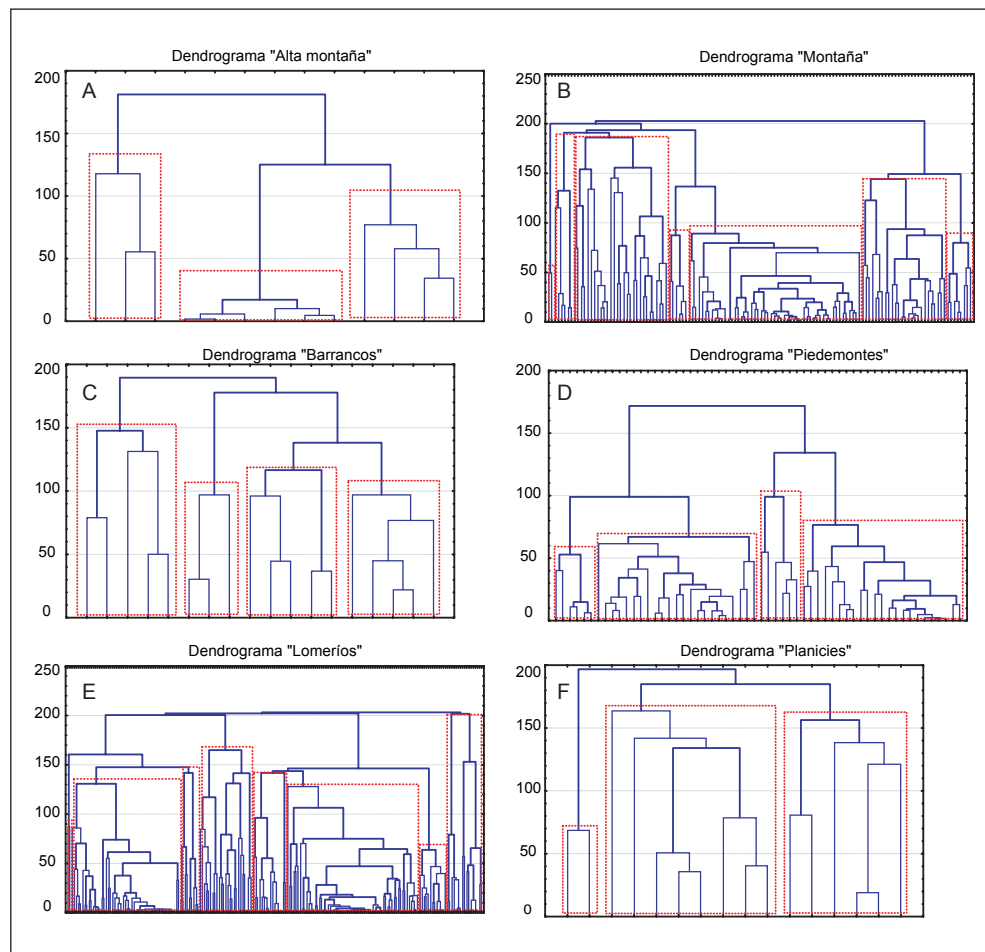 Dendrograma "Alta montaña"
A
200
150
100
50
0
Dendrograma "Montaña"
B
250
200
150
100
50
0
Dendrograma "Barrancos"
C
200
150
100
50
0
Dendrograma "Piedemontes"
D
200
150
100
50
0
Dendrograma "Lomeríos"
E
250
200
150
100
50
0
Dendrograma "Planicies"
F
200
150
100
50
0